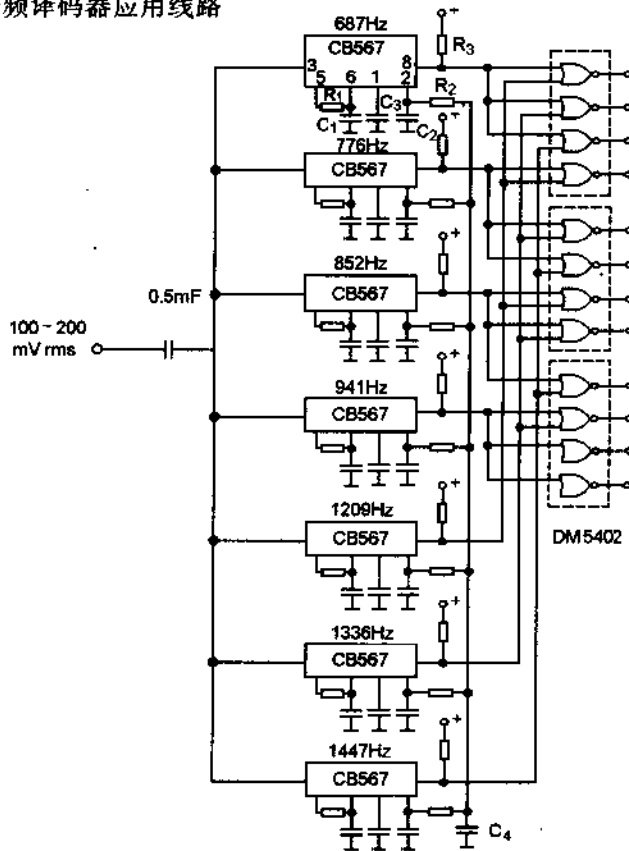 频译码器应用线路
687Hz
CB567
3
8
5
6
1
2
R₁
C₁
C₃
C₂
R₂
R₃
+
776Hz
CB567
+
852Hz
CB567
+
0.5mF
100~200
mV rms
941Hz
CB567
+
1209Hz
CB567
+
DM5402
1336Hz
CB567
+
1447Hz
CB567
+
C₄